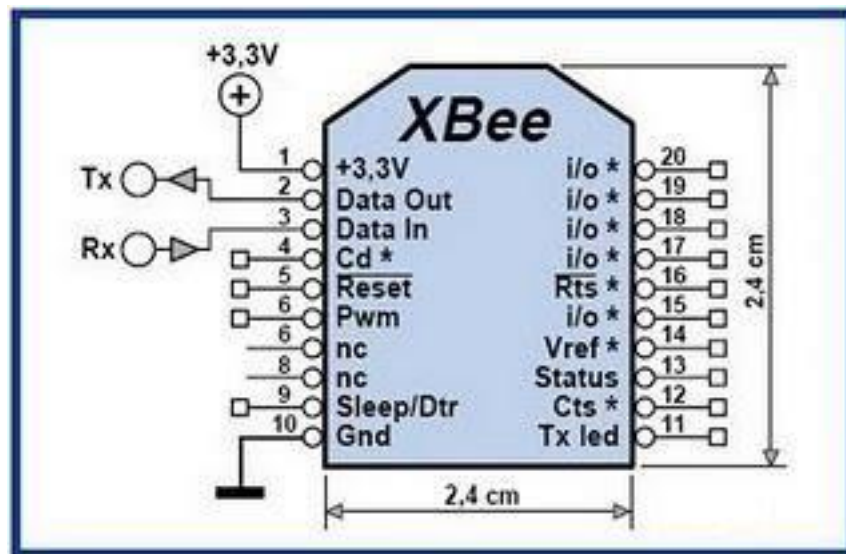 +3,3V
XBee
1 +3,3V i/o * 20
Tx 2 Data Out i/o * 19
3 Data In i/o * 18
Rx 4 Cd * i/o * 17
5 Reset Rts * 16
6 Pwm i/o * 15
6 nc Vref * 14
8 nc Status 13
9 Sleep/Dtr Cts * 12
10 Gnd Tx led 11
2,4 cm
2,4 cm